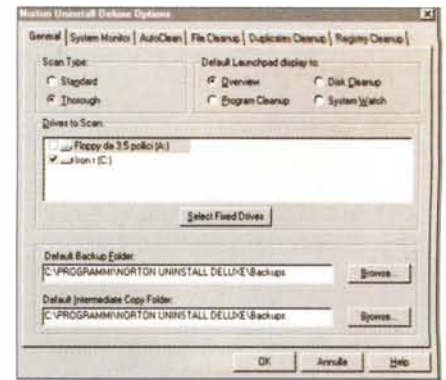 Norton Uninstall Deluxe Options
General System Monitor AutoClean File Cleanup Duplicates Cleanup Registry Cleanup
Scan Type:
Standard
Thorough
Default Launchpad display to:
Overview
Disk Cleanup
Program Cleanup
System Watch
Drives to Scan:
Floppy da 3.5 pollici (A:)
(C:)
Select Fixed Drives
Default Backup Folder:
C:\PROGRAMMI\NORTON UNINSTALL DELUXE\Backups
Browse...
Default Intermediate Copy Folder:
C:\PROGRAMMI\NORTON UNINSTALL DELUXE\Backups
Browse...
OK
Annulla
Help